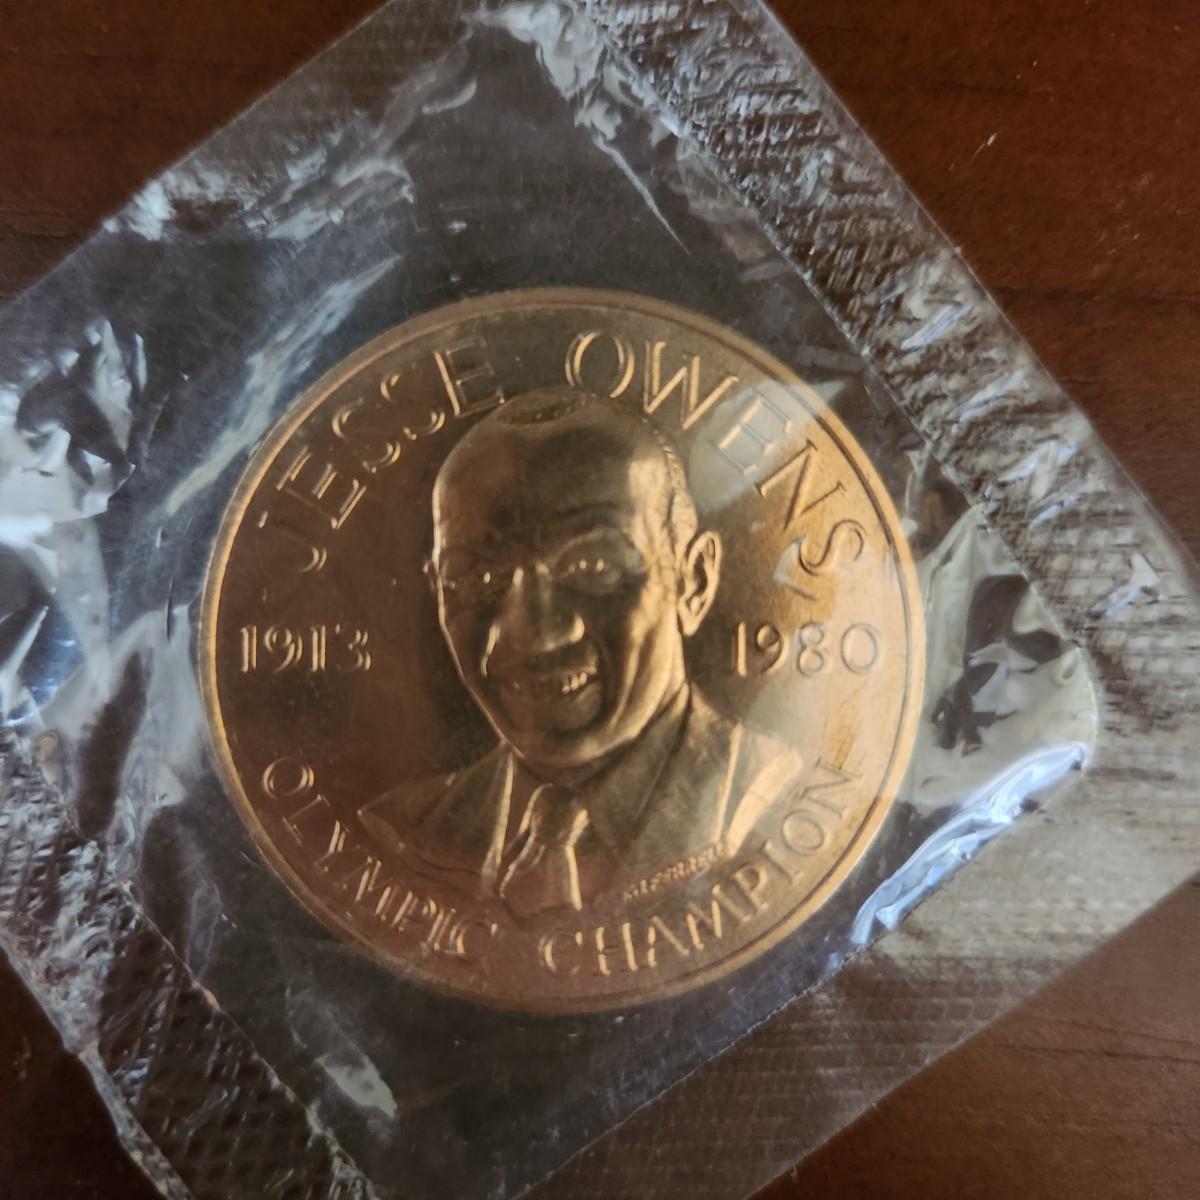 JESSE OWENS
1913
1980
OLYMPIC CHAMPION